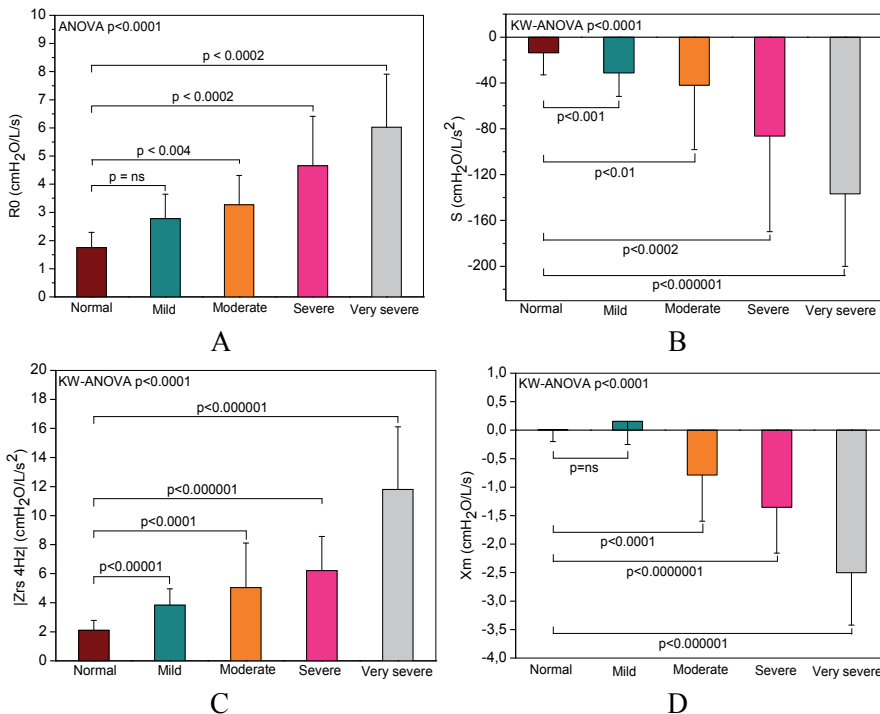 ANOVA p<0.0001
10
9
8
7
6
5
4
3
2
1
0
R0 (cmH₂O/L/s)
p < 0.0002
p < 0.0002
p < 0.004
p = ns
Normal Mild Moderate Severe Very severe
A
KW-ANOVA p<0.0001
0
-40
-80
-120
-160
-200
S (cmH₂O/L/s²)
p<0.001
p<0.01
p<0.0002
p<0.000001
Normal Mild Moderate Severe Very severe
B
KW-ANOVA p<0.0001
20
18
16
14
12
10
8
6
4
2
0
|Zrs 4Hz| (cmH₂O/L/s²)
p<0.000001
p<0.000001
p<0.0001
p<0.00001
Normal Mild Moderate Severe Very severe
C
KW-ANOVA p<0.0001
1,0
0,5
0,0
-0,5
-1,0
-1,5
-2,0
-2,5
-3,0
-3,5
-4,0
Xm (cmH₂O/L/s)
p=ns
p<0.0001
p<0.0000001
p<0.000001
Normal Mild Moderate Severe Very severe
D